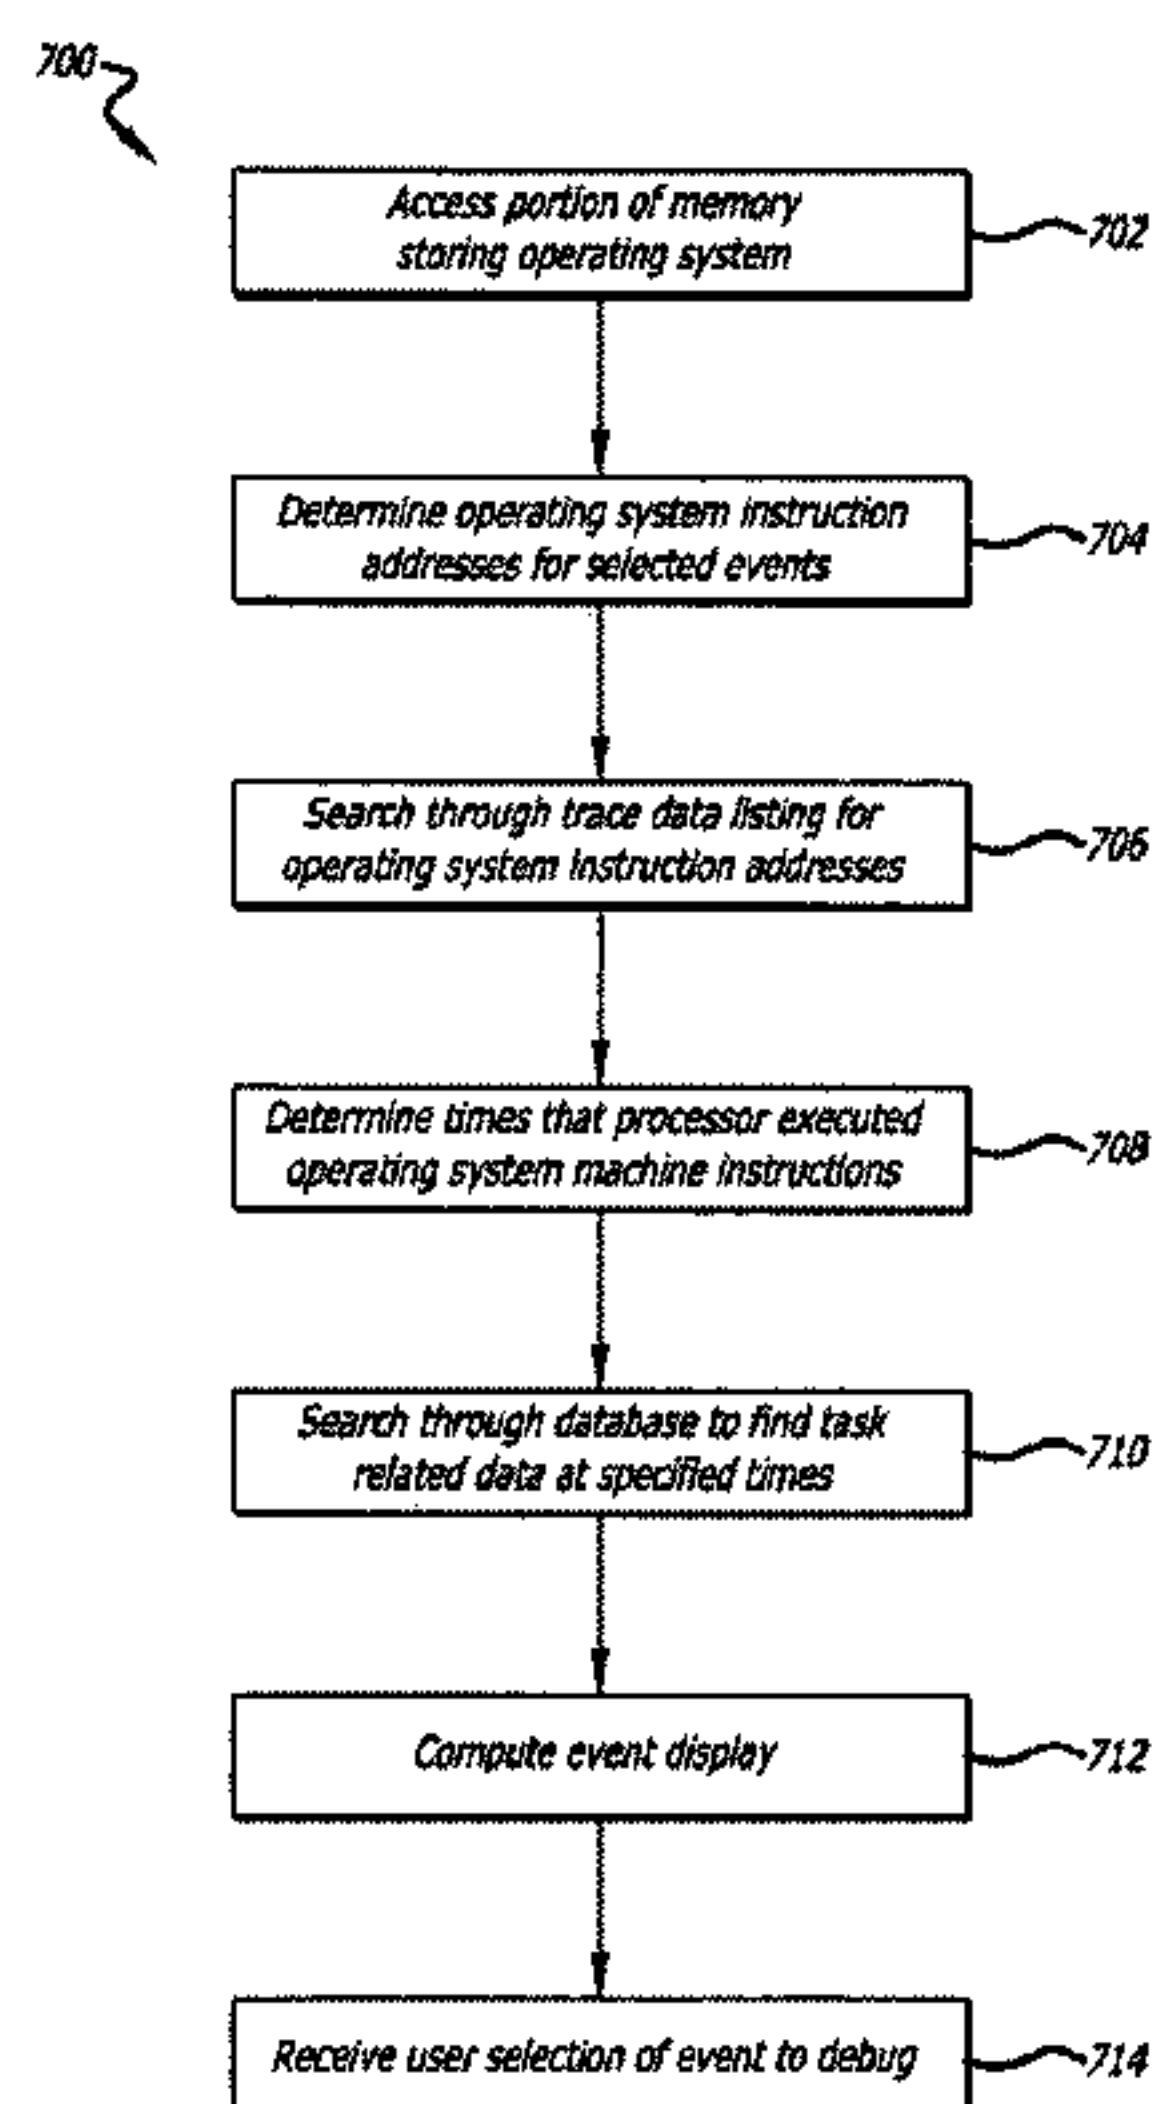 700
Access portion of memory
storing operating system
702
Determine operating system instruction
addresses for selected events
704
Search through trace data listing for
operating system instruction addresses
706
Determine times that processor executed
operating system machine instructions
708
Search through database to find task
related data at specified times
710
Compute event display
712
Receive user selection of event to debug
714